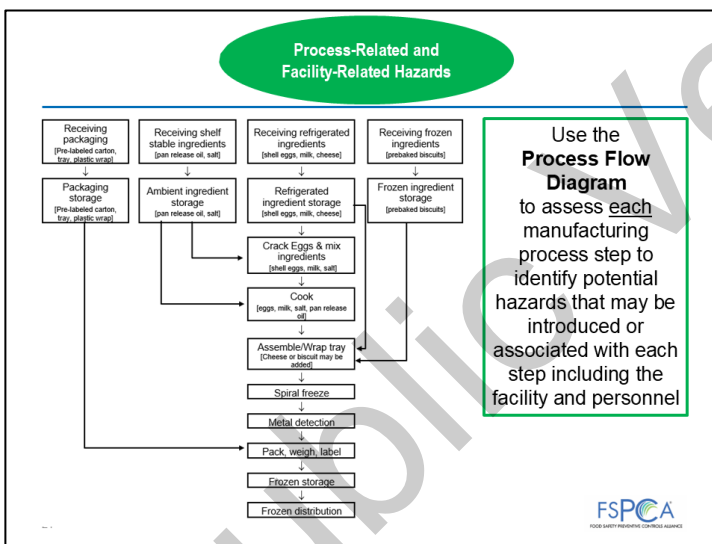 Process-Related and
Facility-Related Hazards
Receiving
packaging
[Pre-labeled carton,
tray, plastic wrap]
Receiving shelf
stable ingredients
[pan release oil, salt]
Receiving refrigerated
ingredients
[shell eggs, milk, cheese]
Receiving frozen
ingredients
[prebaked biscuits]
Packaging
storage
[Pre-labeled carton,
tray, plastic wrap]
Ambient ingredient
storage
[pan release oil, salt]
Refrigerated
ingredient storage
[shell eggs, milk, cheese]
Frozen ingredient
storage
[prebaked biscuits]
Crack Eggs & mix
ingredients
[shell eggs, milk, salt]
Cook
[eggs, milk, salt, pan release
oil]
Assemble/Wrap tray
[Cheese or biscuit may be
added]
Spiral freeze
Metal detection
Pack, weigh, label
Frozen storage
Frozen distribution
Use the
Process Flow
Diagram
to assess each
manufacturing
process step to
identify potential
hazards that may be
introduced or
associated with each
step including the
facility and personnel
FSPCA
FOOD SAFETY PREVENTIVE CONTROLS ALLIANCE